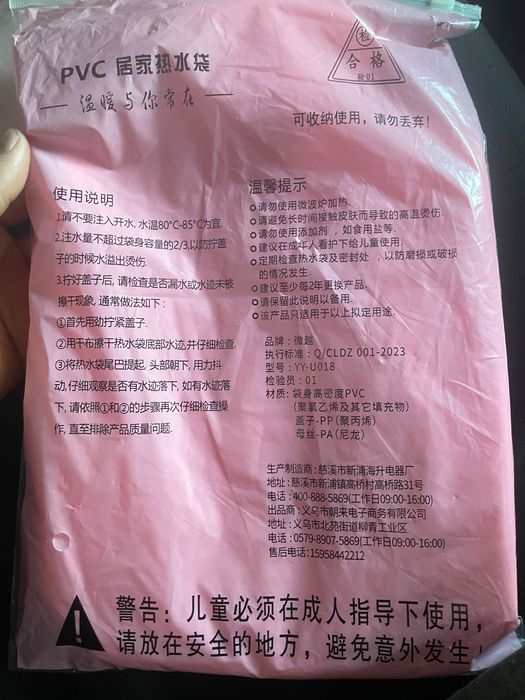 检
合格
检01
PVC 居家热水袋
— 温暖与你常在 —
可收纳使用，请勿丢弃！
使用说明
1.请不要注入开水, 水温80°C-85°C为宜.
2.注水量不超过袋身容量的2/3,以防拧盖
子的时候水溢出烫伤.
3.拧好盖子后, 请检查是否漏水或水迹未被
擦干现象, 通常做法如下：
①首先用劲拧紧盖子.
②用干布擦干热水袋底部水迹,并仔细检查.
③将热水袋尾巴提起, 头部朝下, 用力抖
动,仔细观察是否有水迹落下, 如有水迹落
下, 请依照①和②的步骤再次仔细检查操
作, 直至排除产品质量问题.
温馨提示
请勿使用微波炉加热.
请避免长时间接触皮肤而导致的高温烫伤.
请勿使用添加剂 ，如食用盐等.
建议在成年人看护下给儿童使用.
定期检查热水袋及密封处 ，以防磨损或破损
的情况发生.
建议至少每2年更换产品.
请保留此说明以备用.
该产品只适用于以上拟定用途.
品牌：微越
执行标准：Q/CLDZ 001-2023
型号：YY-U018
检验员：01
材质：袋身高密度PVC
（聚氯乙烯及其它填充物）
盖子-PP（聚丙烯）
母丝-PA（尼龙）
生产制造商：慈溪市新浦海升电器厂
地址：慈溪市新浦镇高桥村高桥路31号
电话：400-888-5869(工作日09:00-16:00)
出品商：义乌市朝来电子商务有限公司
地址：义乌市北苑街道柳青工业区
电话：0579-8907-5869(工作日09:00-16:00)
售后电话:15958442212
警告：儿童必须在成人指导下使用，
请放在安全的地方，避免意外发生！